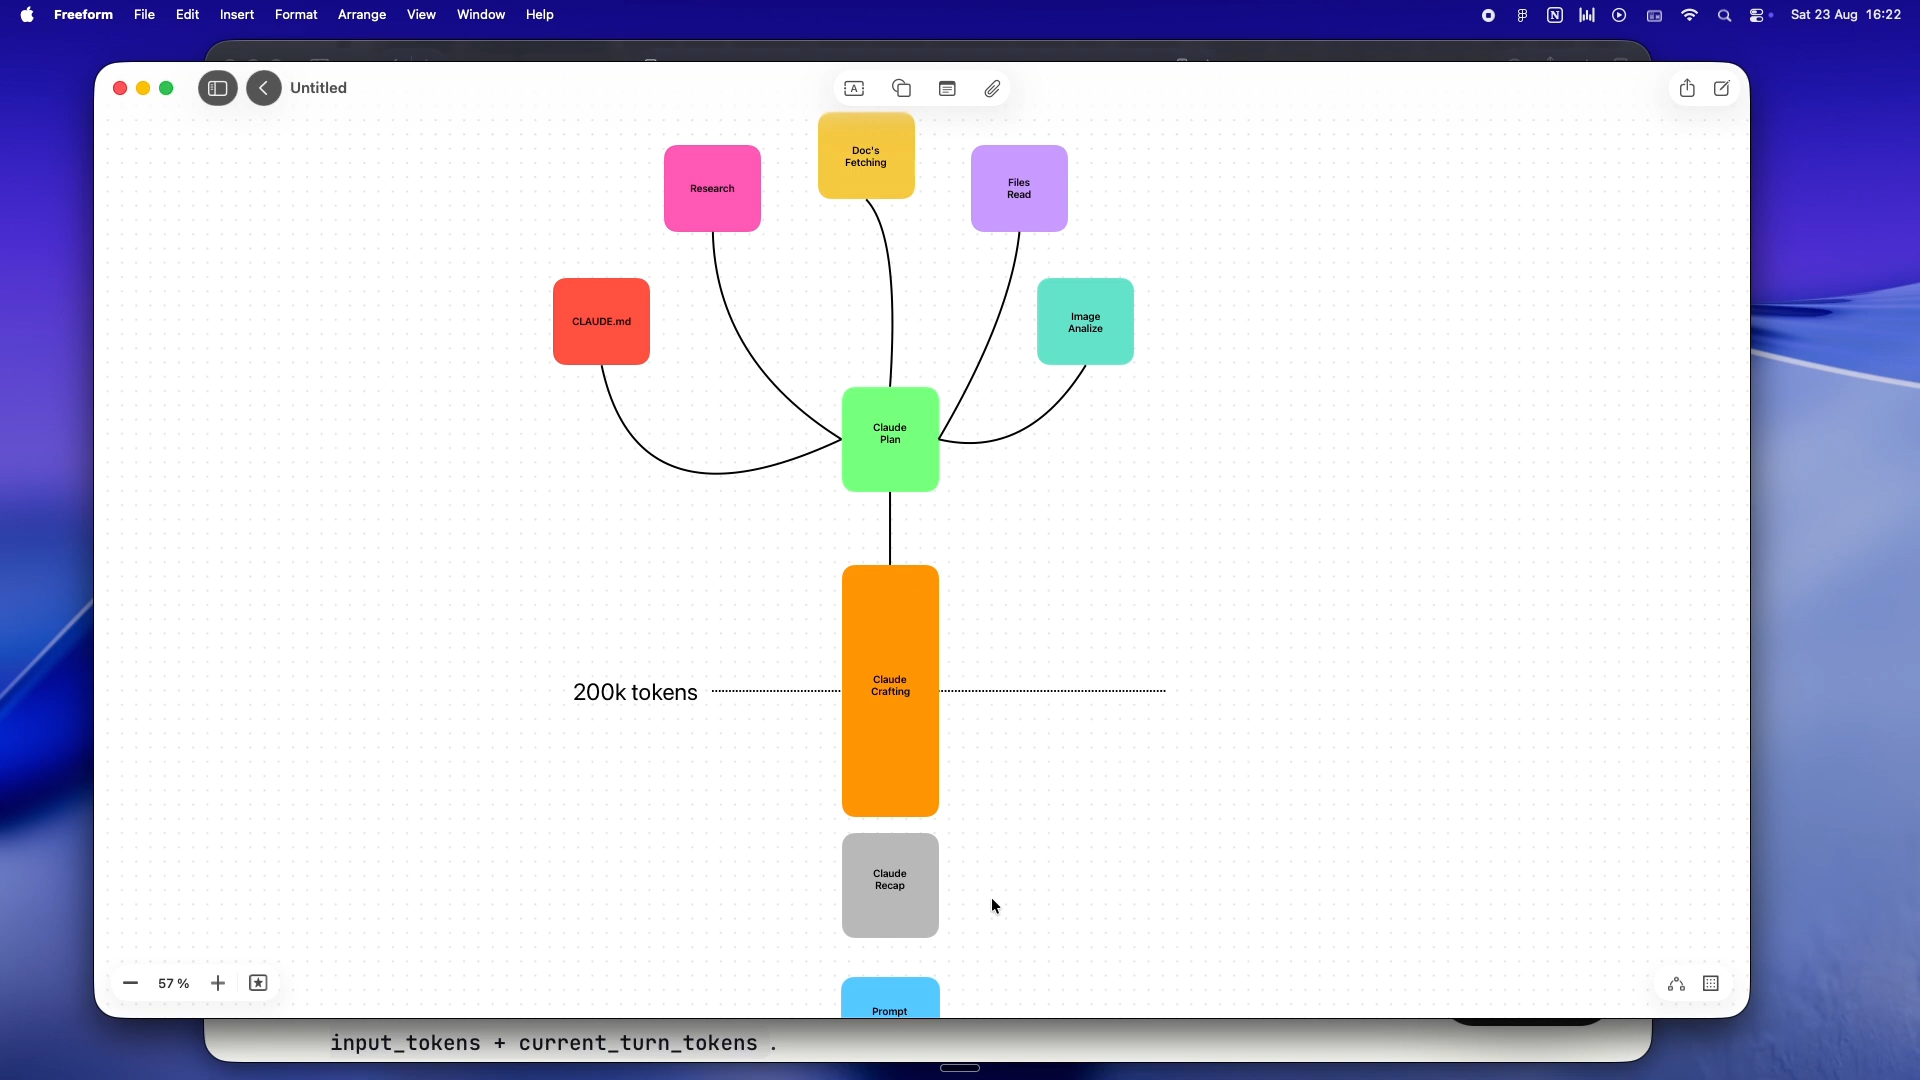 Freeform File Edit Insert Format Arrange View Window Help
Sat 23 Aug 16:22
Untitled
Doc's
Fetching
Research
Files
Read
CLAUDE.md
Image
Analize
Claude
Plan
200k tokens
Claude
Crafting
Claude
Recap
57%
Prompt
input_tokens + current_turn_tokens .